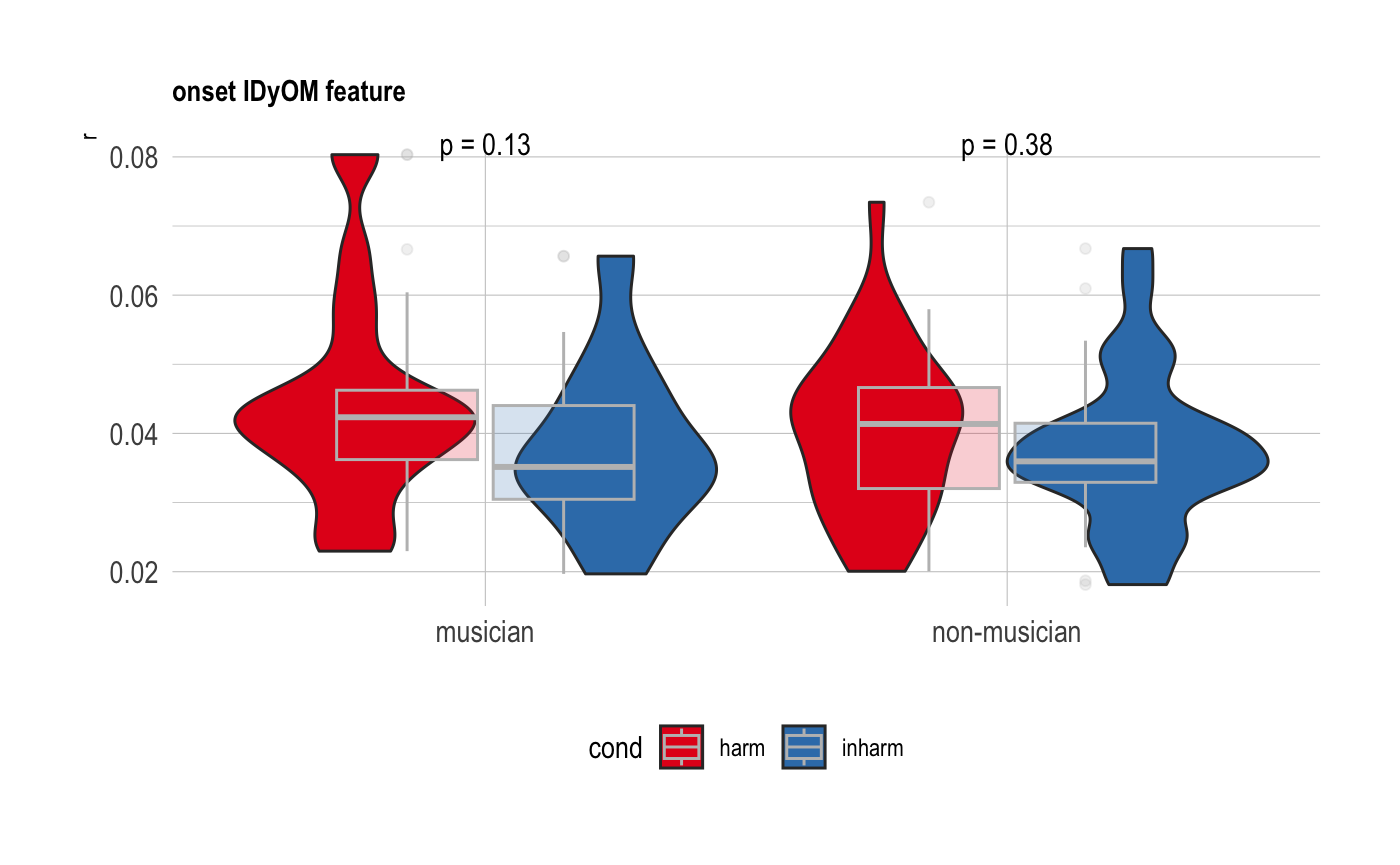 onset IDyOM feature
r
p = 0.13
p = 0.38
0.08
0.06
0.04
0.02
musician
non-musician
cond
harm
inharm